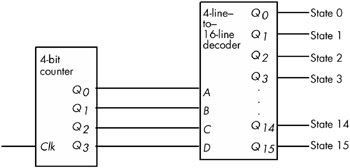 4-bit
counter
Clk
Q0
Q1
Q2
Q3
4-line–
to–
16-line
decoder
A
B
C
D
Q0
Q1
Q2
Q3
Q14
Q15
State 0
State 1
State 2
State 3
State 14
State 15